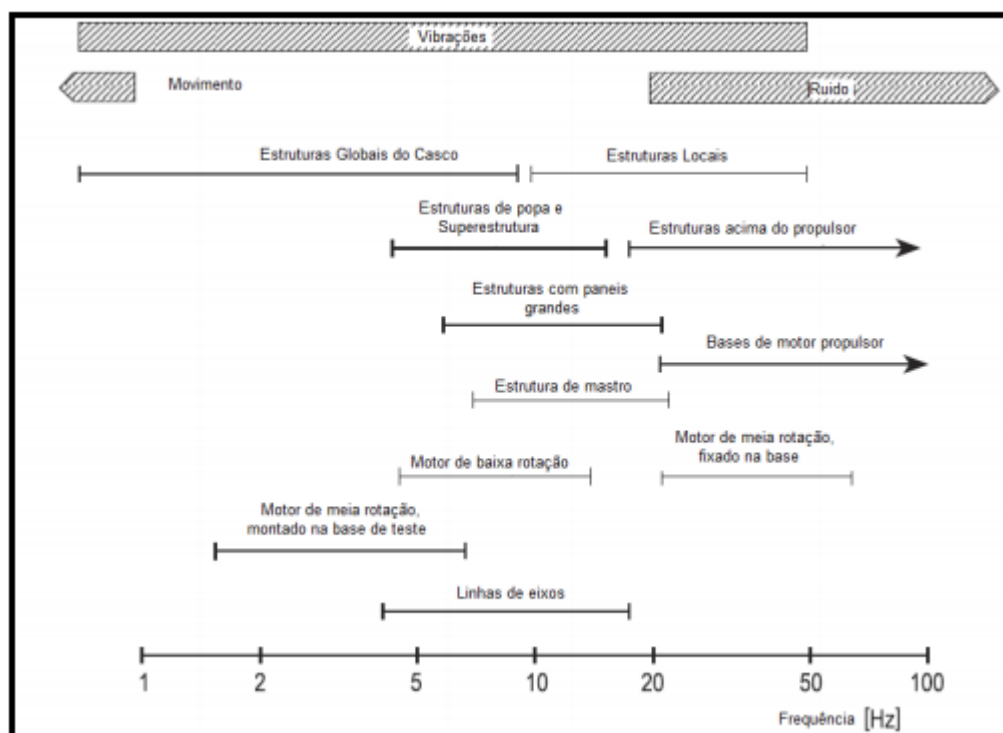 Vibrações
Movimento
Ruido
Estruturas Globais do Casco
Estruturas Locais
Estruturas de popa e
Superestrutura
Estruturas acima do propulsor
Estruturas com paneis
grandes
Bases de motor propulsor
Estrutura de mastro
Motor de meia rotação,
fixado na base
Motor de baixa rotação
Motor de meia rotação,
montado na base de teste
Linhas de eixos
1 2 5 10 20 50 100
Frequência [Hz]